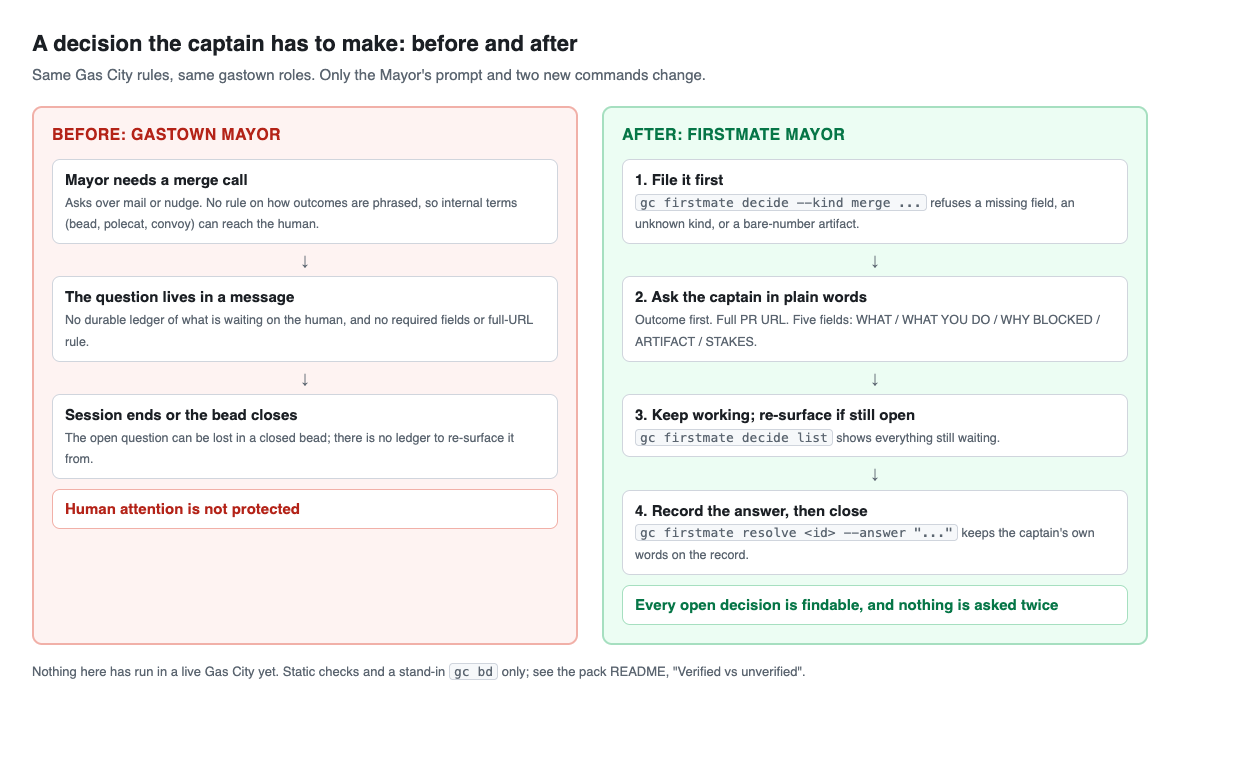 A decision the captain has to make: before and after
Same Gas City rules, same gastown roles. Only the Mayor's prompt and two new commands change.
BEFORE: GASTOWN MAYOR
Mayor needs a merge call
Asks over mail or nudge. No rule on how outcomes are phrased, so internal terms
(bead, polecat, convoy) can reach the human.
↓
The question lives in a message
No durable ledger of what is waiting on the human, and no required fields or full-URL
rule.
↓
Session ends or the bead closes
The open question can be lost in a closed bead; there is no ledger to re-surface it
from.
Human attention is not protected
AFTER: FIRSTMATE MAYOR
1. File it first
gc firstmate decide --kind merge ... refuses a missing field, an
unknown kind, or a bare-number artifact.
↓
2. Ask the captain in plain words
Outcome first. Full PR URL. Five fields: WHAT / WHAT YOU DO / WHY BLOCKED /
ARTIFACT / STAKES.
↓
3. Keep working; re-surface if still open
gc firstmate decide list shows everything still waiting.
↓
4. Record the answer, then close
gc firstmate resolve <id> --answer "..." keeps the captain's own
words on the record.
Every open decision is findable, and nothing is asked twice
Nothing here has run in a live Gas City yet. Static checks and a stand-in gc bd only; see the pack README, "Verified vs unverified".